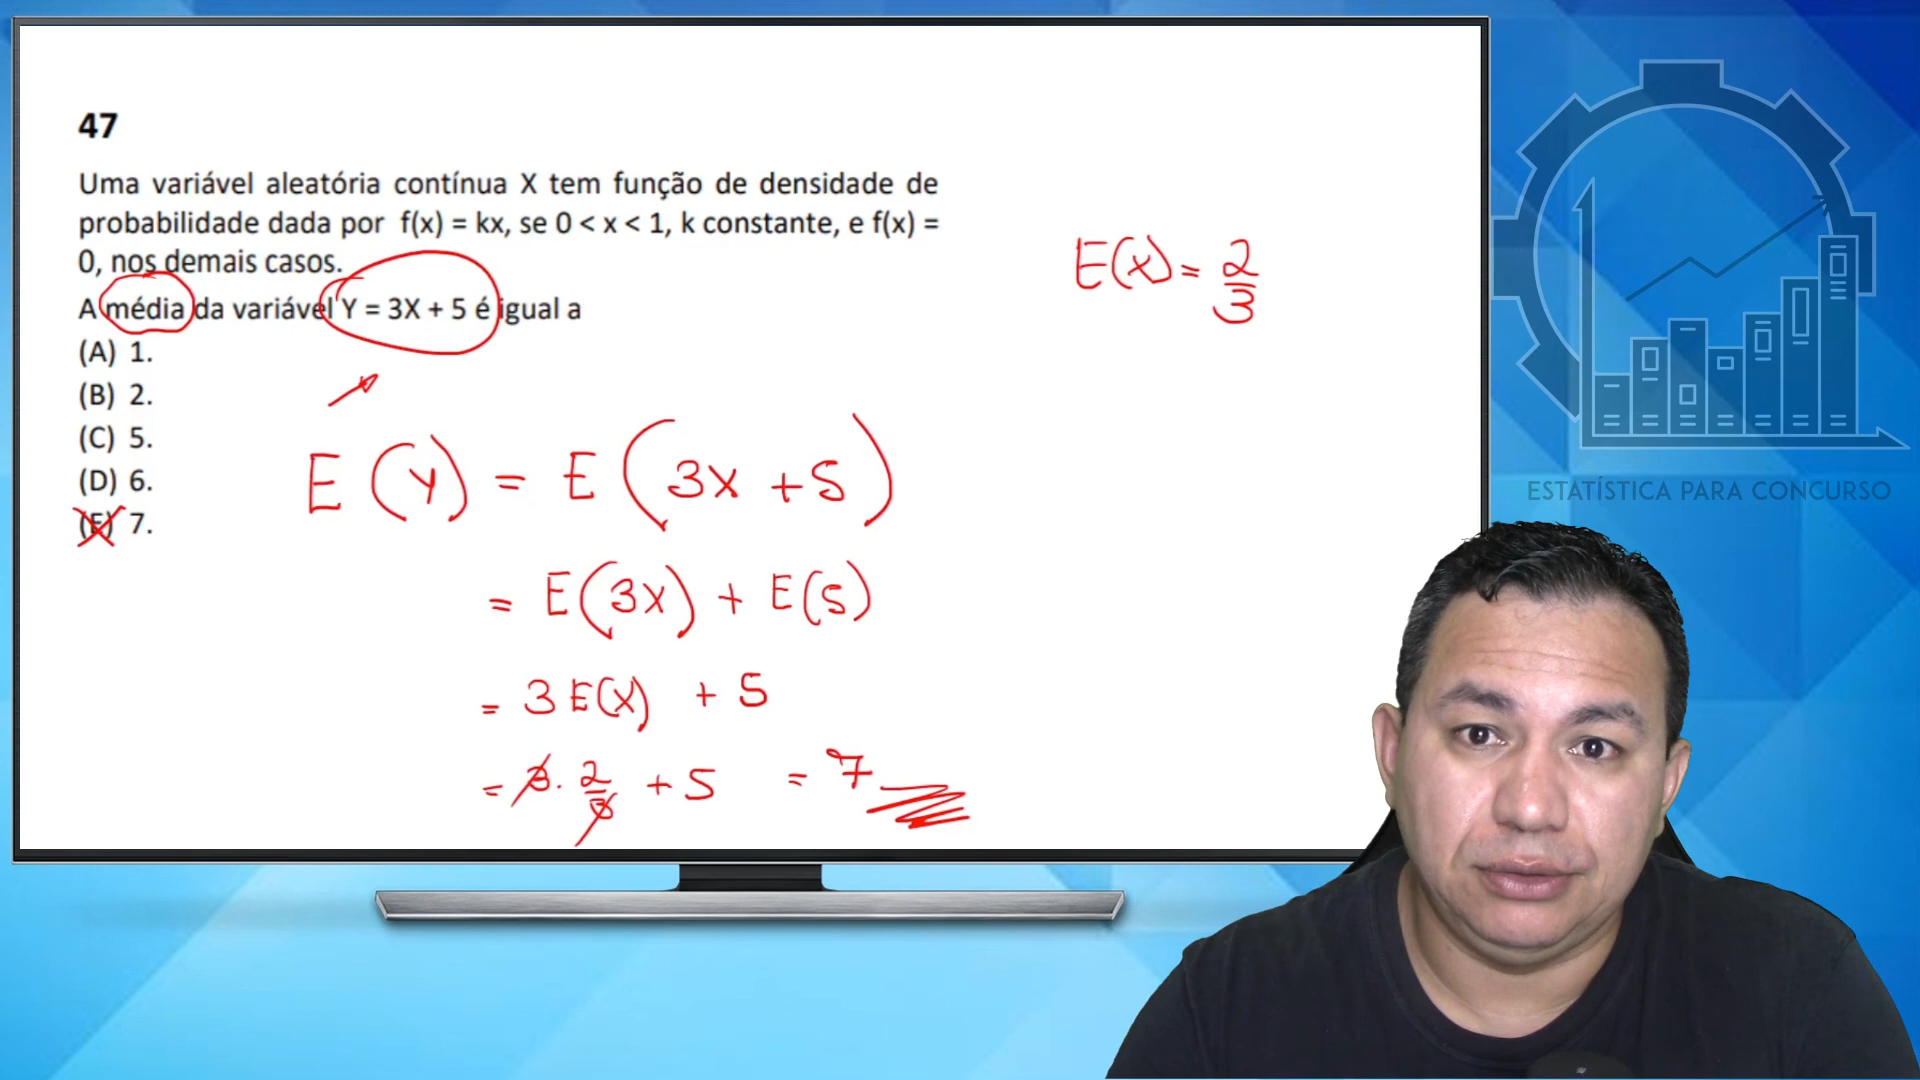 47
Uma variável aleatória contínua X tem função de densidade de
probabilidade dada por f(x) = kx, se 0 < x < 1, k constante, e f(x) =
0, nos demais casos.
A média da variável Y = 3X + 5 é igual a
(A) 1.
(B) 2.
(C) 5.
(D) 6.
(E) 7.
E(x) = 2/3
E(Y) = E(3X + 5)
= E(3X) + E(5)
= 3E(X) + 5
= 3 . 2/3 + 5 = 7
ESTATÍSTICA PARA CONCURSO